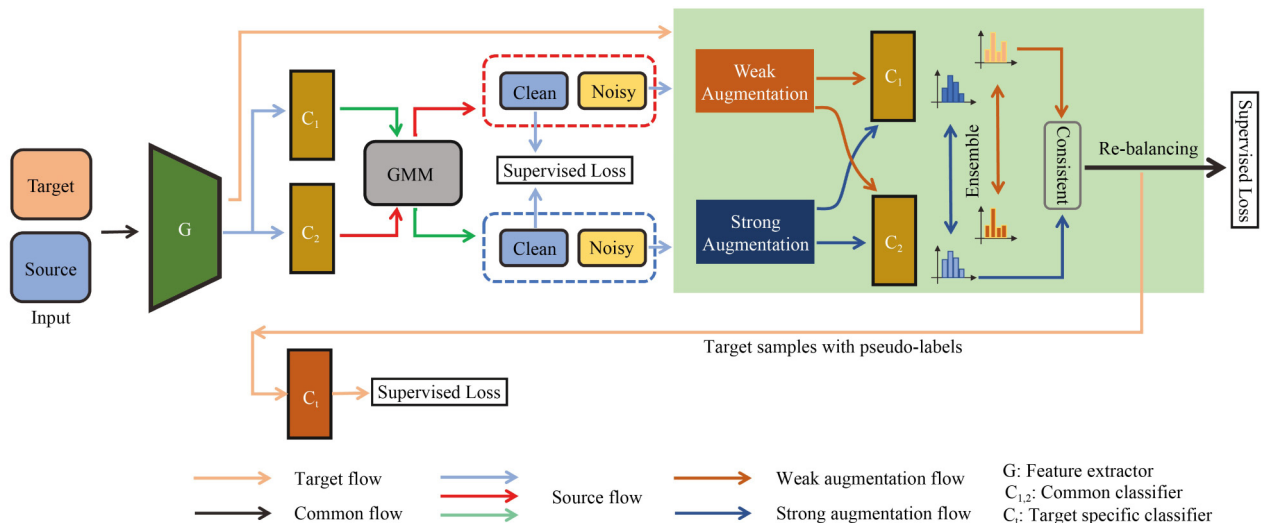 Target
Source
Input
G
C1
C2
GMM
Clean
Noisy
Supervised Loss
Clean
Noisy
Weak
Augmentation
Strong
Augmentation
C1
C2
Ensemble
Consistent
Re-balancing
Supervised Loss
Target samples with pseudo-labels
Ct
Supervised Loss
Target flow
Common flow
Source flow
Weak augmentation flow
Strong augmentation flow
G: Feature extractor
C1,2: Common classifier
Ct: Target specific classifier